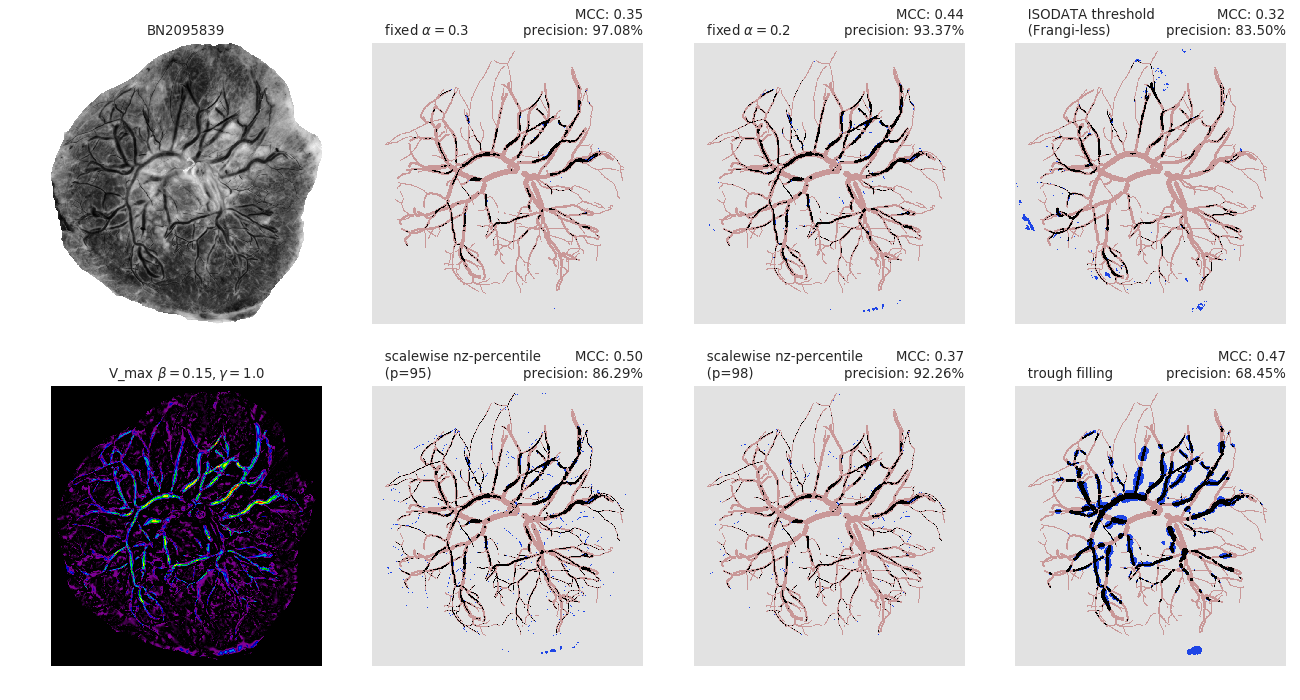 BN2095839
fixed α = 0.3
MCC: 0.35
precision: 97.08%
fixed α = 0.2
MCC: 0.44
precision: 93.37%
ISODATA threshold
(Frangi-less)
MCC: 0.32
precision: 83.50%
V_max β = 0.15, γ = 1.0
scalewise nz-percentile
(p=95)
MCC: 0.50
precision: 86.29%
scalewise nz-percentile
(p=98)
MCC: 0.37
precision: 92.26%
trough filling
MCC: 0.47
precision: 68.45%